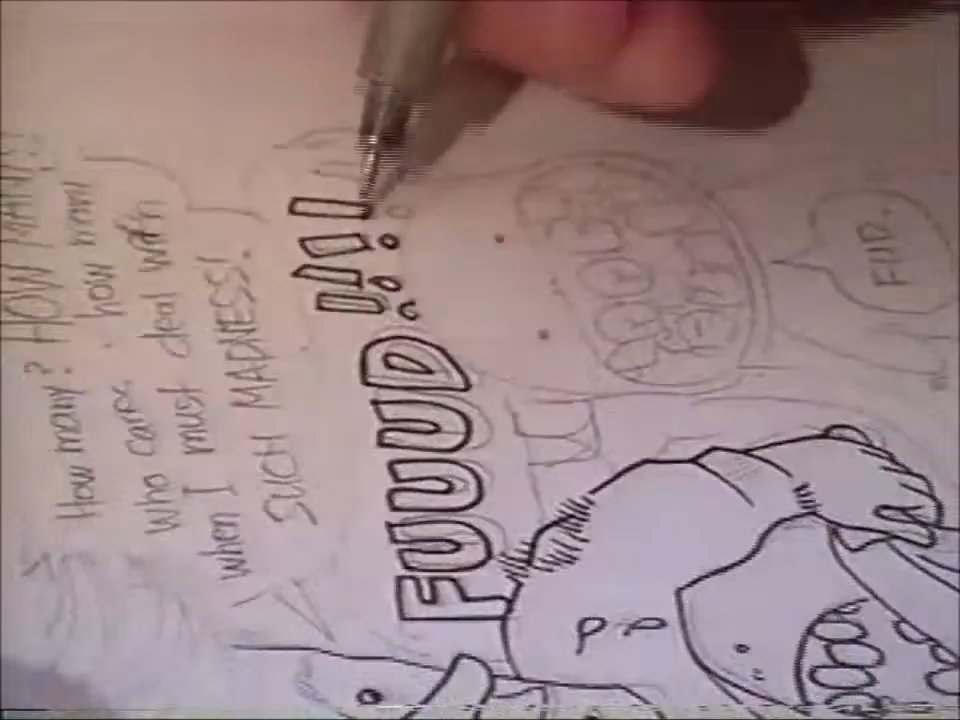 How many? HOW MANY?!
who cares how many
when I must deal with
SUCH MADNESS!
FUUUD!!!
FUD.